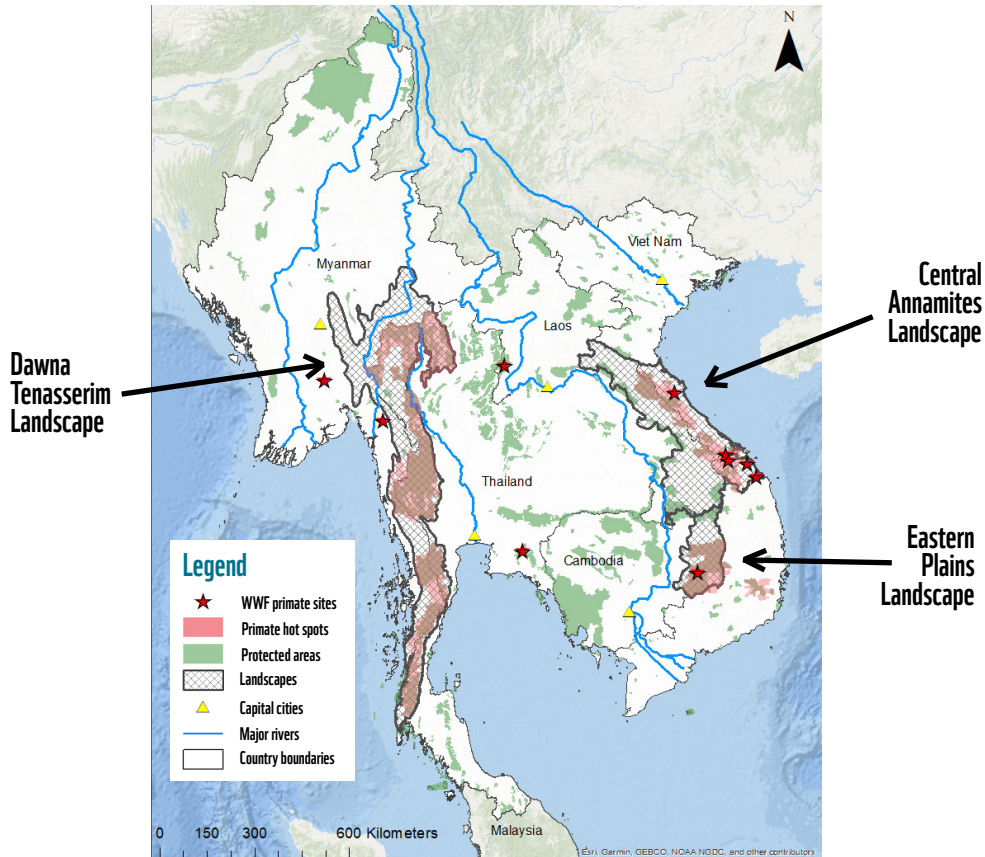 N
Viet Nam
Myanmar
Laos
Thailand
Cambodia
Malaysia
Central
Annamites
Landscape
Dawna
Tenasserim
Landscape
Eastern
Plains
Landscape
Legend
WWF primate sites
Primate hot spots
Protected areas
Landscapes
Capital cities
Major rivers
Country boundaries
0 150 300 600 Kilometers
Esri, Garmin, GEBCO, NOAA NGDC, and other contributors